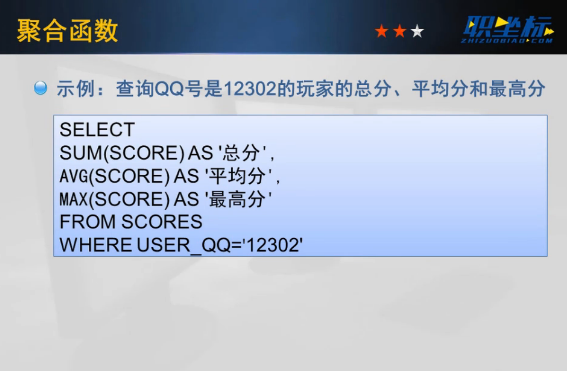 聚合函数
职坐标
ZHIZUOBIAO.COM
示例：查询QQ号是12302的玩家的总分、平均分和最高分
SELECT
SUM(SCORE) AS '总分',
AVG(SCORE) AS '平均分',
MAX(SCORE) AS '最高分'
FROM SCORES
WHERE USER_QQ='12302'